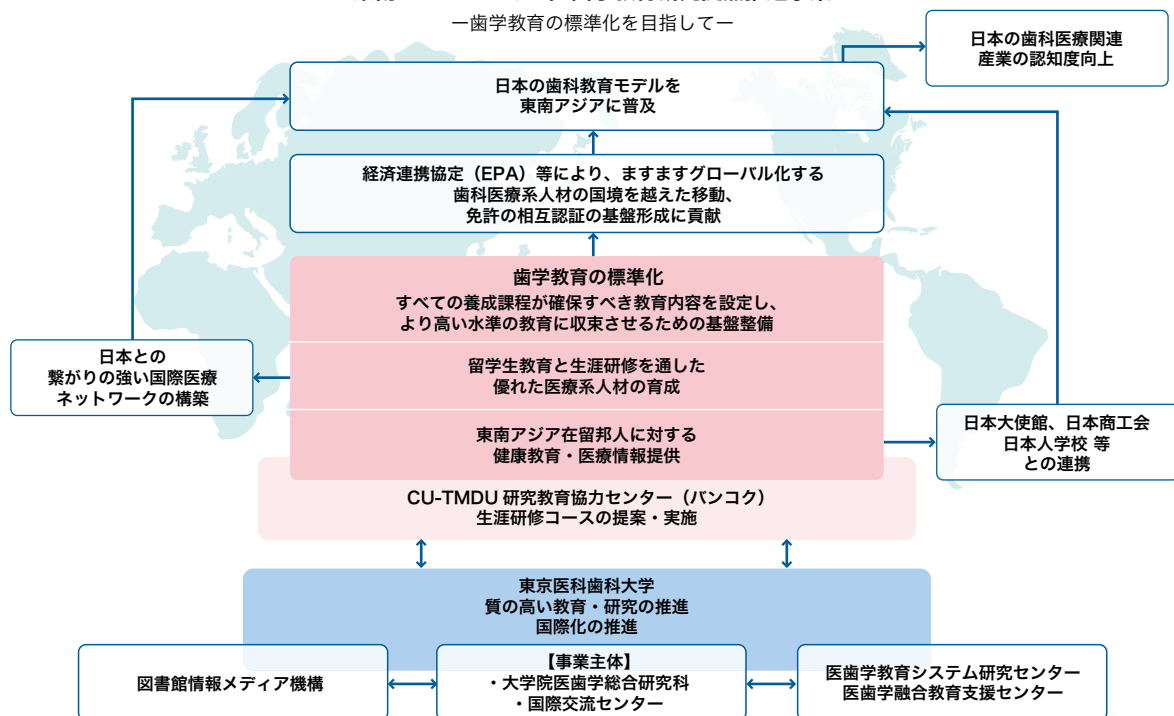 ー歯学教育の標準化を目指してー
日本の歯科医療関連
産業の認知度向上
日本の歯科教育モデルを
東南アジアに普及
経済連携協定（EPA）等により、ますますグローバル化する
歯科医療系人材の国境を越えた移動、
免許の相互認証の基盤形成に貢献
歯学教育の標準化
すべての養成課程が確保すべき教育内容を設定し、
より高い水準の教育に収束させるための基盤整備
日本との
繋がりの強い国際医療
ネットワークの構築
留学生教育と生涯研修を通した
優れた医療系人材の育成
東南アジア在留邦人に対する
健康教育・医療情報提供
日本大使館、日本商工会
日本人学校 等
との連携
CU-TMDU 研究教育協力センター（バンコク）
生涯研修コースの提案・実施
東京医科歯科大学
質の高い教育・研究の推進
国際化の推進
図書館情報メディア機構
【事業主体】
・大学院医歯学総合研究科
・国際交流センター
医歯学教育システム研究センター
医歯学融合教育支援センター